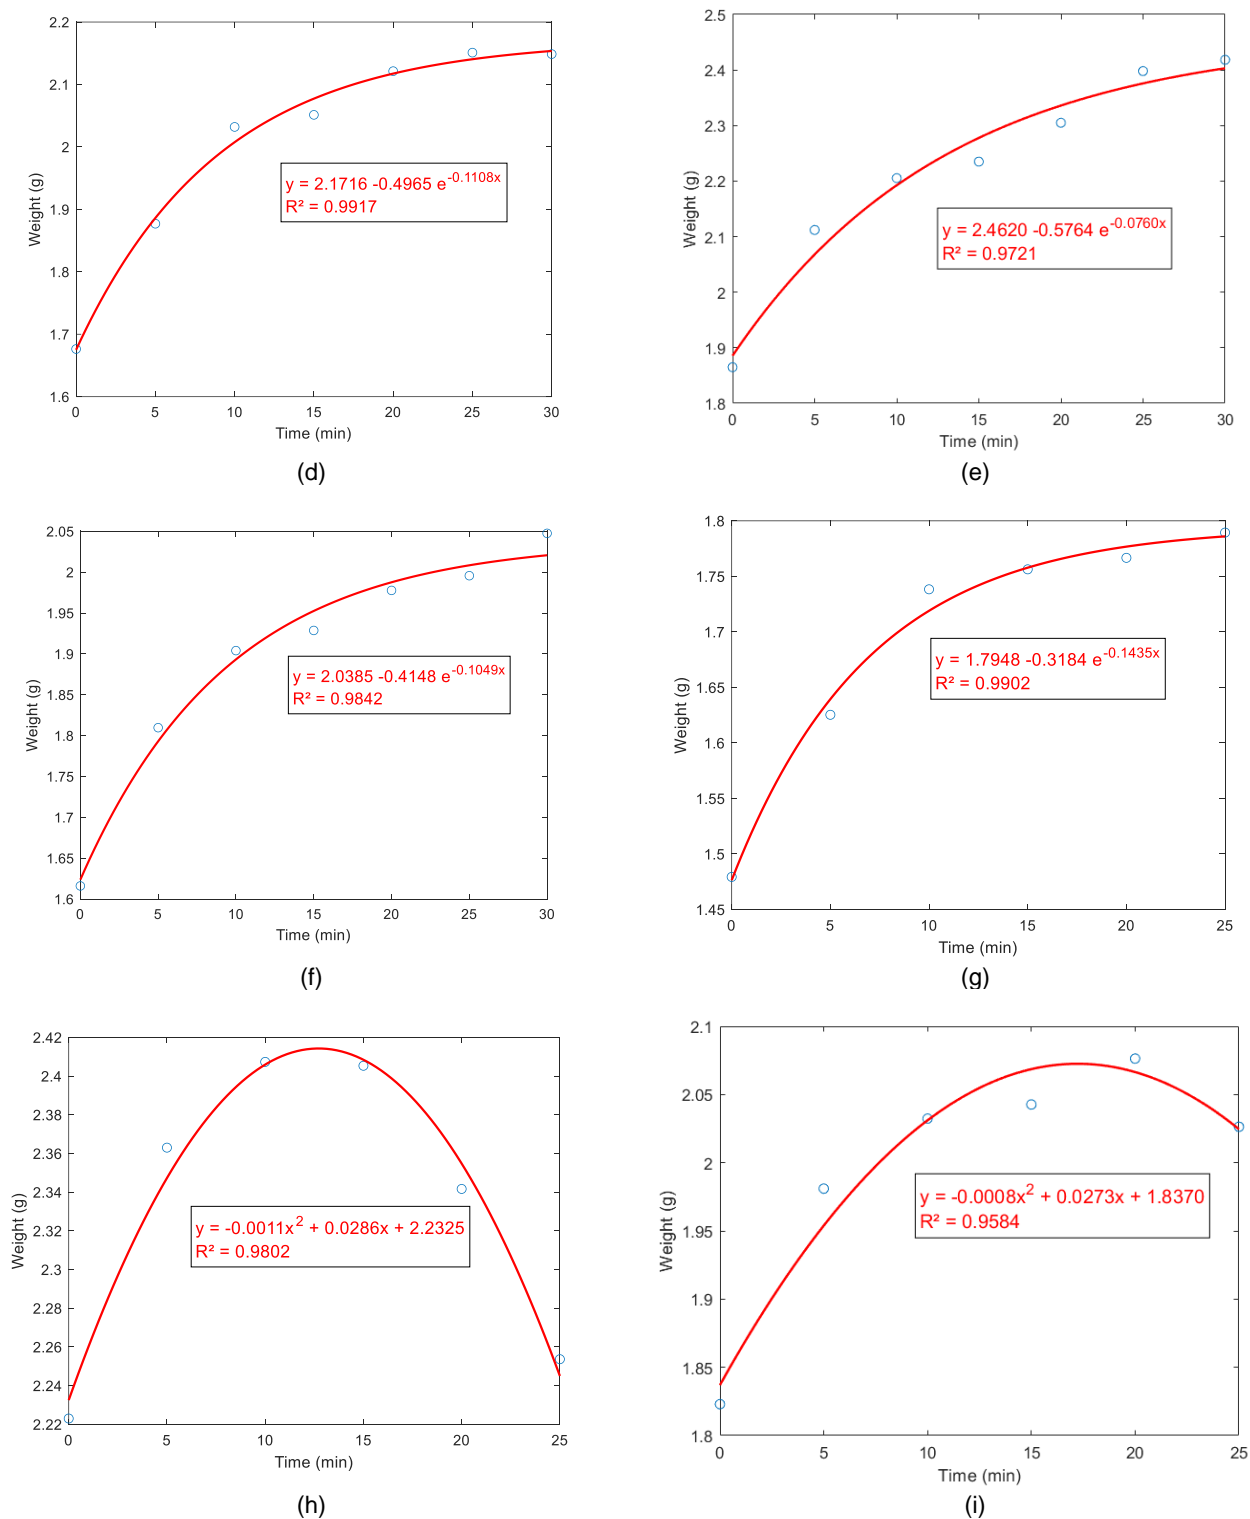 2.2
2.1
2
1.9
1.8
1.7
1.6
Weight (g)
y = 2.1716 -0.4965 e^-0.1108x
R² = 0.9917
0 5 10 15 20 25 30
Time (min)
(d)
2.5
2.4
2.3
2.2
2.1
2
1.9
1.8
Weight (g)
y = 2.4620 -0.5764 e^-0.0760x
R² = 0.9721
0 5 10 15 20 25 30
Time (min)
(e)
2.05
2
1.95
1.9
1.85
1.8
1.75
1.7
1.65
1.6
Weight (g)
y = 2.0385 -0.4148 e^-0.1049x
R² = 0.9842
0 5 10 15 20 25 30
Time (min)
(f)
1.8
1.75
1.7
1.65
1.6
1.55
1.5
1.45
Weight (g)
y = 1.7948 -0.3184 e^-0.1435x
R² = 0.9902
0 5 10 15 20 25
Time (min)
(g)
2.42
2.4
2.38
2.36
2.34
2.32
2.3
2.28
2.26
2.24
2.22
Weight (g)
y = -0.0011x² + 0.0286x + 2.2325
R² = 0.9802
0 5 10 15 20 25
Time (min)
(h)
2.1
2.05
2
1.95
1.9
1.85
1.8
Weight (g)
y = -0.0008x² + 0.0273x + 1.8370
R² = 0.9584
0 5 10 15 20 25
Time (min)
(i)